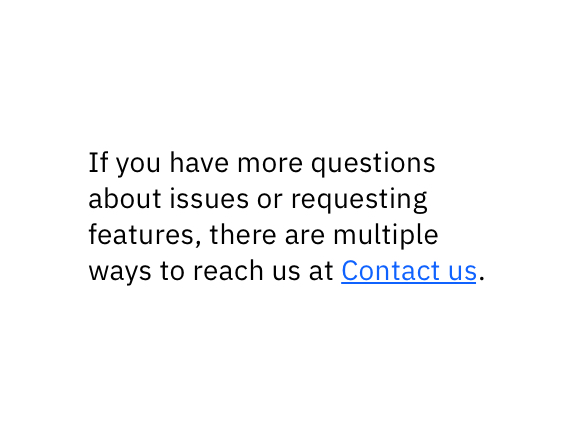 If you have more questions
about issues or requesting
features, there are multiple
ways to reach us at Contact us.